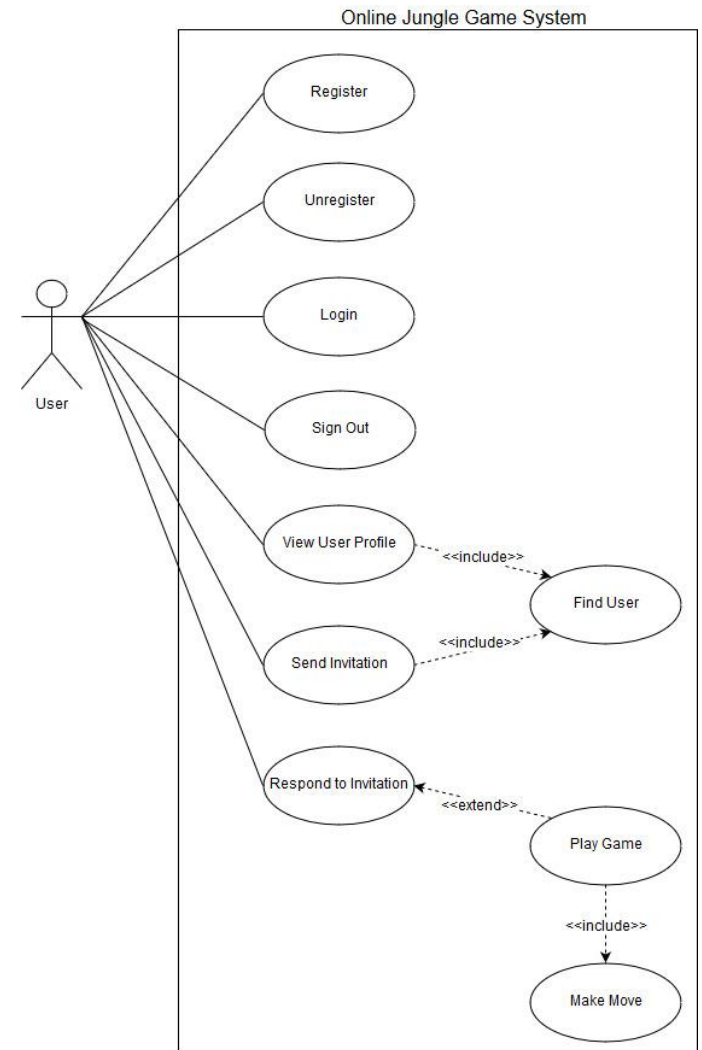 Online Jungle Game System
Register
Unregister
Login
User
Sign Out
View User Profile
<<include>>
Find User
<<include>>
Send Invitation
Respond to Invitation
<<extend>>
Play Game
<<include>>
Make Move